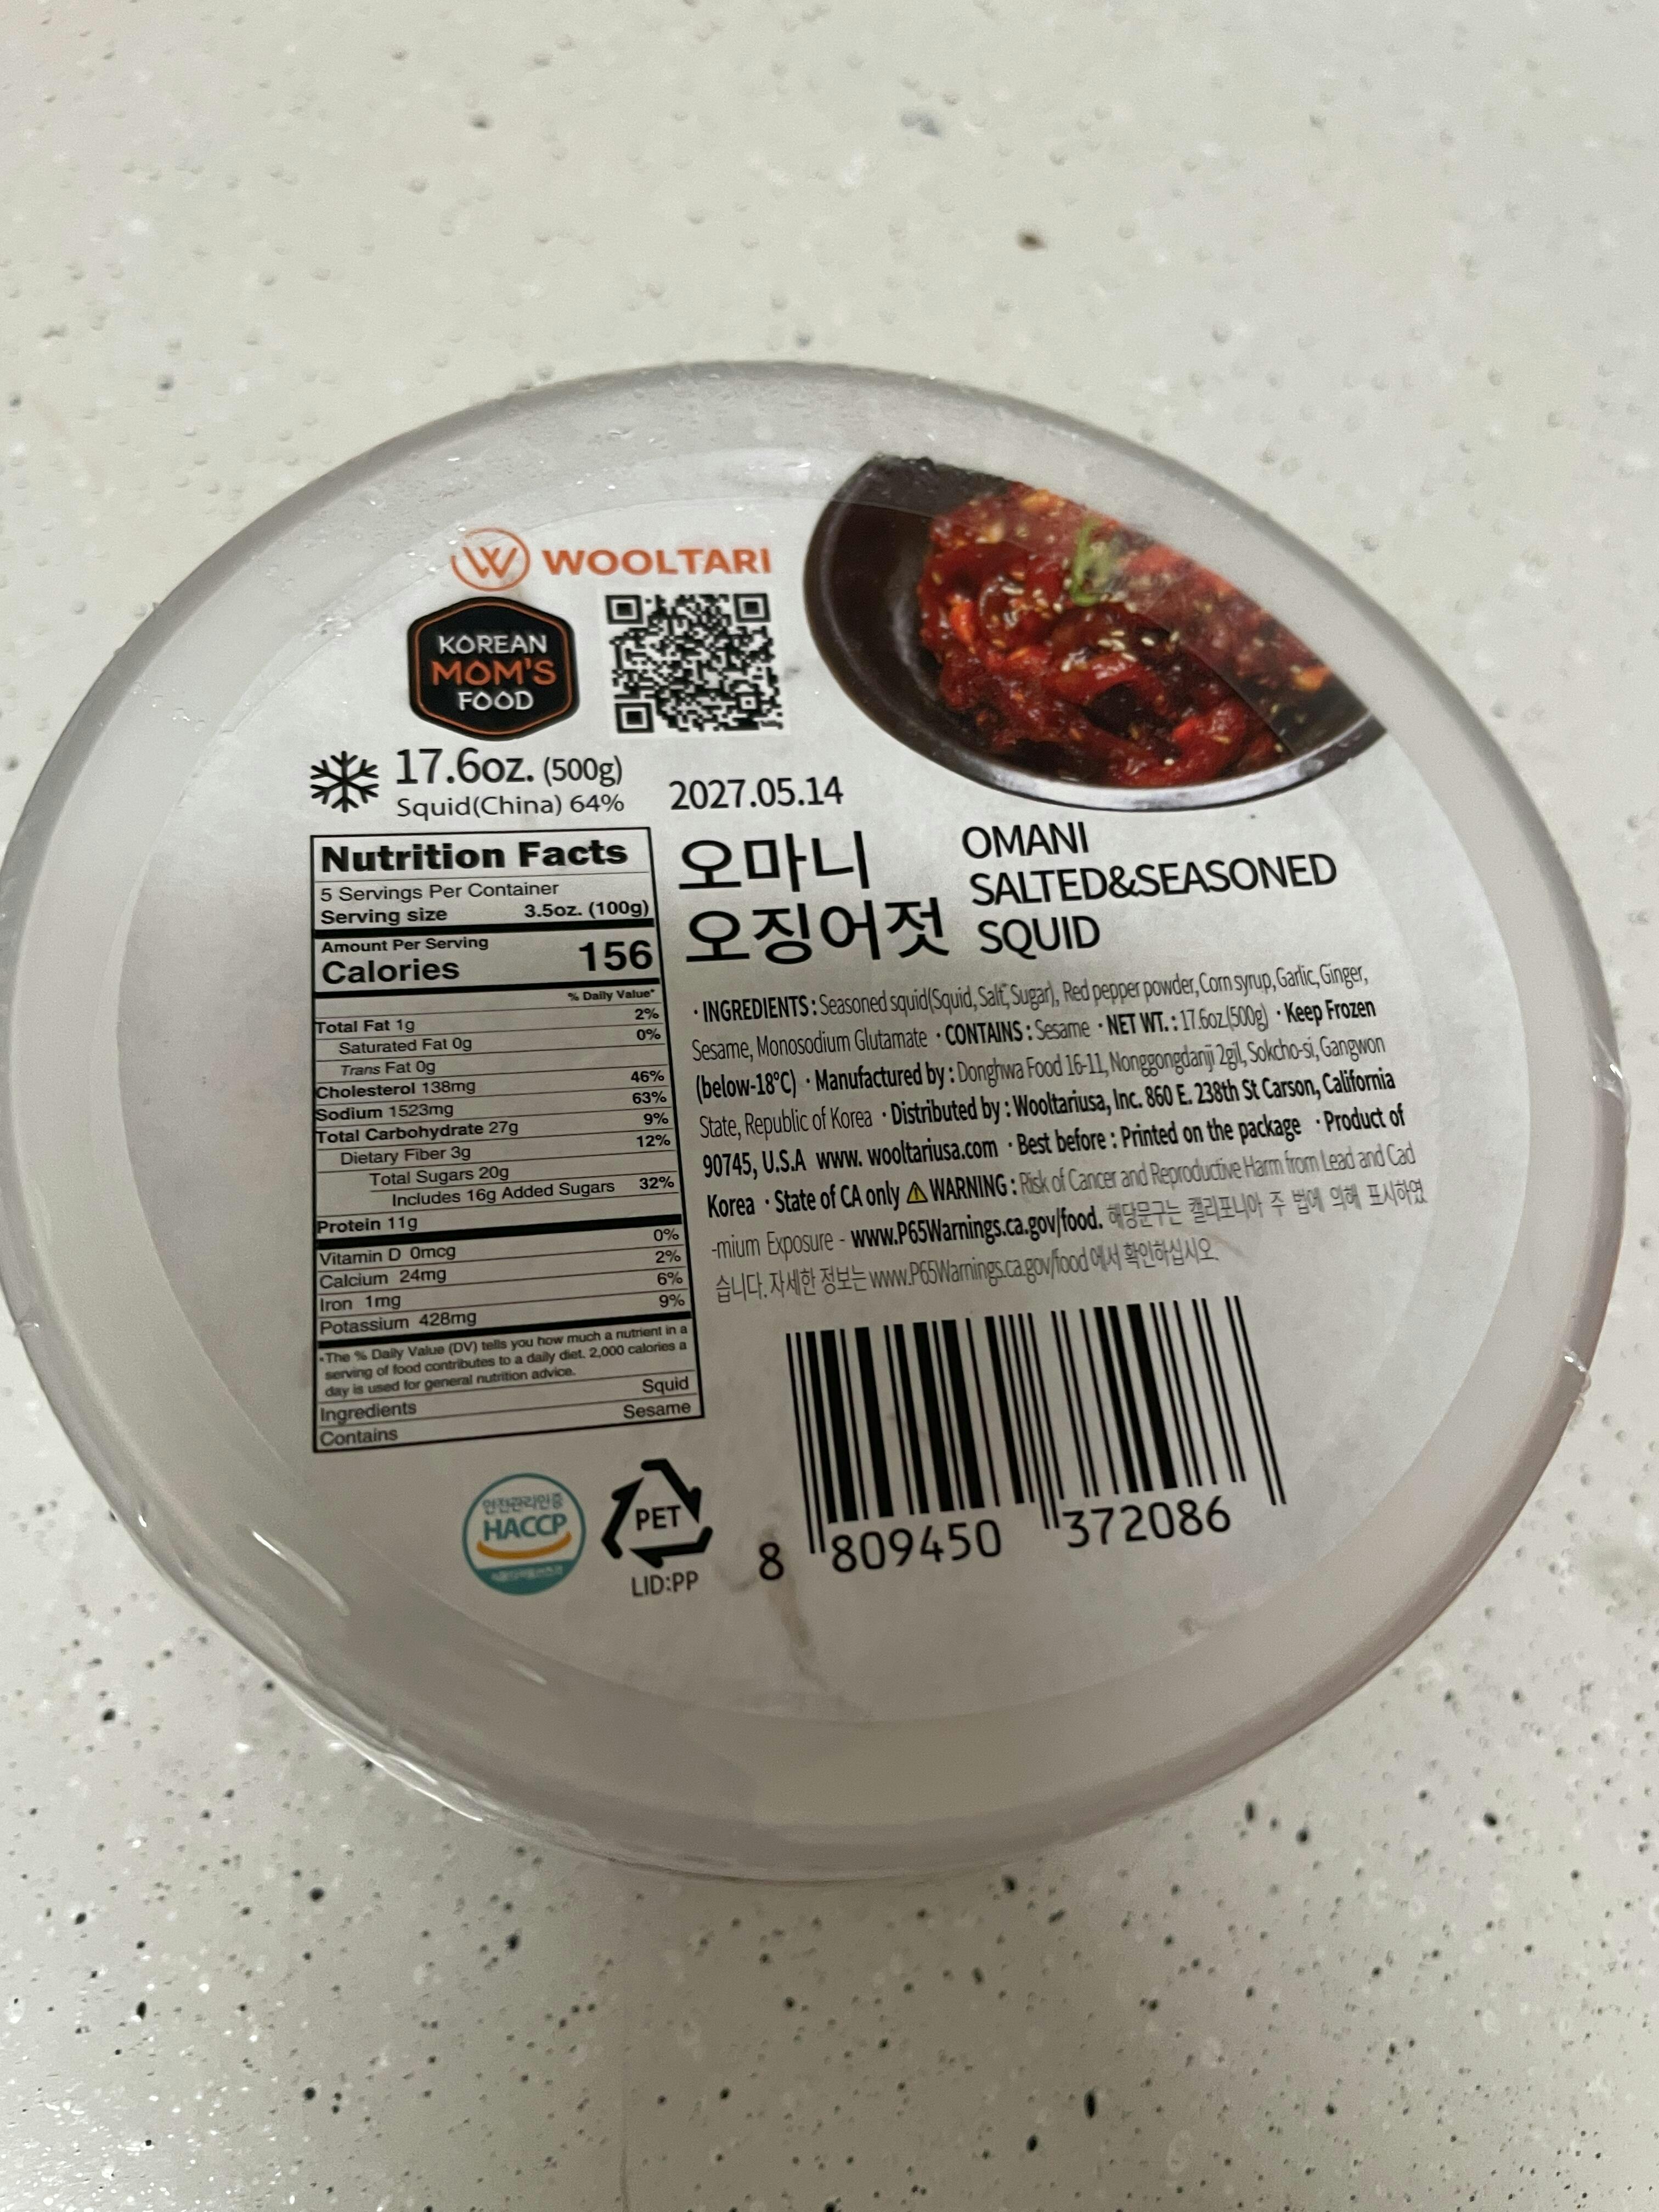 WOOLTARI
KOREAN
MOM'S
FOOD
17.6oz. (500g)
Squid(China) 64%
2027.05.14
오마니
오징어젓
OMANI
SALTED&SEASONED
SQUID
Nutrition Facts
5 Servings Per Container
Serving size 3.5oz. (100g)
Amount Per Serving
Calories 156
% Daily Value*
Total Fat 1g 2%
Saturated Fat 0g 0%
Trans Fat 0g
Cholesterol 138mg 46%
Sodium 1523mg 63%
Total Carbohydrate 27g 9%
Dietary Fiber 3g 12%
Total Sugars 20g
Includes 16g Added Sugars 32%
Protein 11g
Vitamin D 0mcg 0%
Calcium 24mg 2%
Iron 1mg 6%
Potassium 428mg 9%
*The % Daily Value (DV) tells you how much a nutrient in a
serving of food contributes to a daily diet. 2,000 calories a
day is used for general nutrition advice.
Ingredients Squid
Contains Sesame
· INGREDIENTS : Seasoned squid(Squid, Salt, Sugar), Red pepper powder, Corn syrup, Garlic, Ginger,
Sesame, Monosodium Glutamate · CONTAINS : Sesame · NET WT. : 17.6oz.(500g) · Keep Frozen
(below-18°C) · Manufactured by : Donghwa Food 16-11, Nonggongdanji 2gil, Sokcho-si, Gangwon
State, Republic of Korea · Distributed by : Wooltariusa, Inc. 860 E. 238th St Carson, California
90745, U.S.A www. wooltariusa.com · Best before : Printed on the package · Product of
Korea · State of CA only ⚠ WARNING : Risk of Cancer and Reproductive Harm from Lead and Cad
-mium Exposure - www.P65Warnings.ca.gov/food. 해당문구는 캘리포니아 주 법에 의해 표시하였
습니다. 자세한 정보는 www.P65Warnings.ca.gov/food 에서 확인하십시오.
안전관리인증
HACCP
PET
LID:PP
8 809450 372086